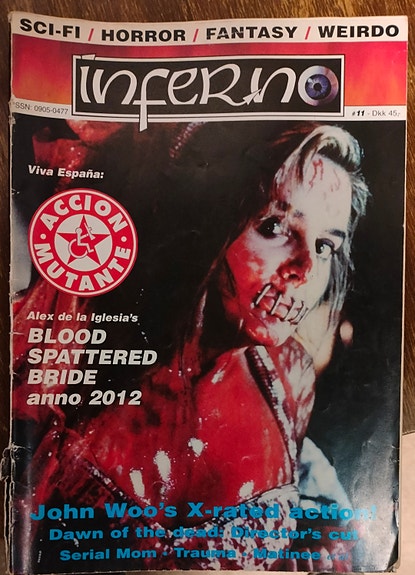 SCI-FI / HORROR / FANTASY / WEIRDO
inferno
ISSN: 0905-0477
#11 - Dkk 45,-
Viva España:
ACCION
MUTANTE
Alex de la Iglesia's
BLOOD
SPATTERED
BRIDE
anno 2012
John Woo's X-rated action!
Dawn of the dead: Director's cut
Serial Mom · Trauma · Matinee